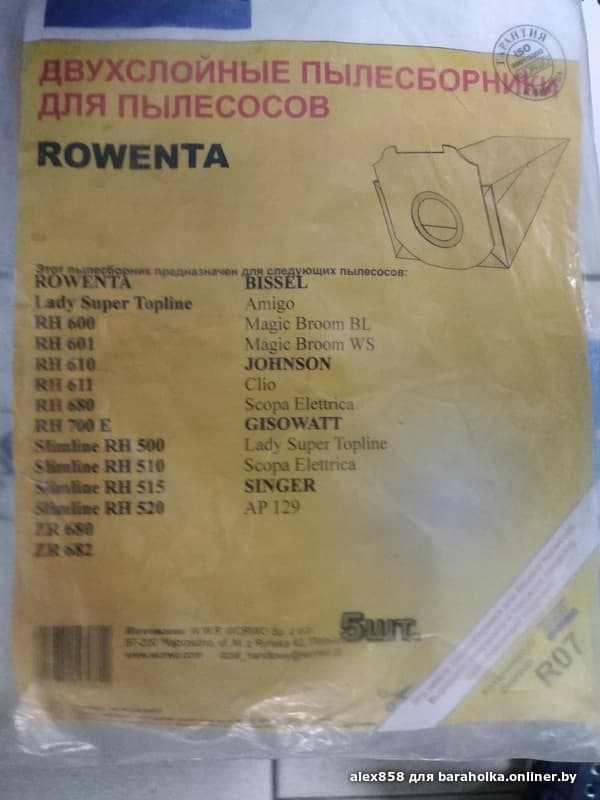 ГАРАНТИЯ
ISO
ДВУХСЛОЙНЫЕ ПЫЛЕСБОРНИКИ
ДЛЯ ПЫЛЕСОСОВ
ROWENTA
Этот пылесборник предназначен для следующих пылесосов:
ROWENTA
Lady Super Topline
RH 600
RH 601
RH 610
RH 611
RH 680
RH 700 E
Slimline RH 500
Slimline RH 510
Slimline RH 515
Slimline RH 520
ZR 680
ZR 682
BISSEL
Amigo
Magic Broom BL
Magic Broom WS
JOHNSON
Clio
Scopa Elettrica
GISOWATT
Lady Super Topline
Scopa Elettrica
SINGER
AP 129
5шт.
R07
alex858 для baraholka.onliner.by